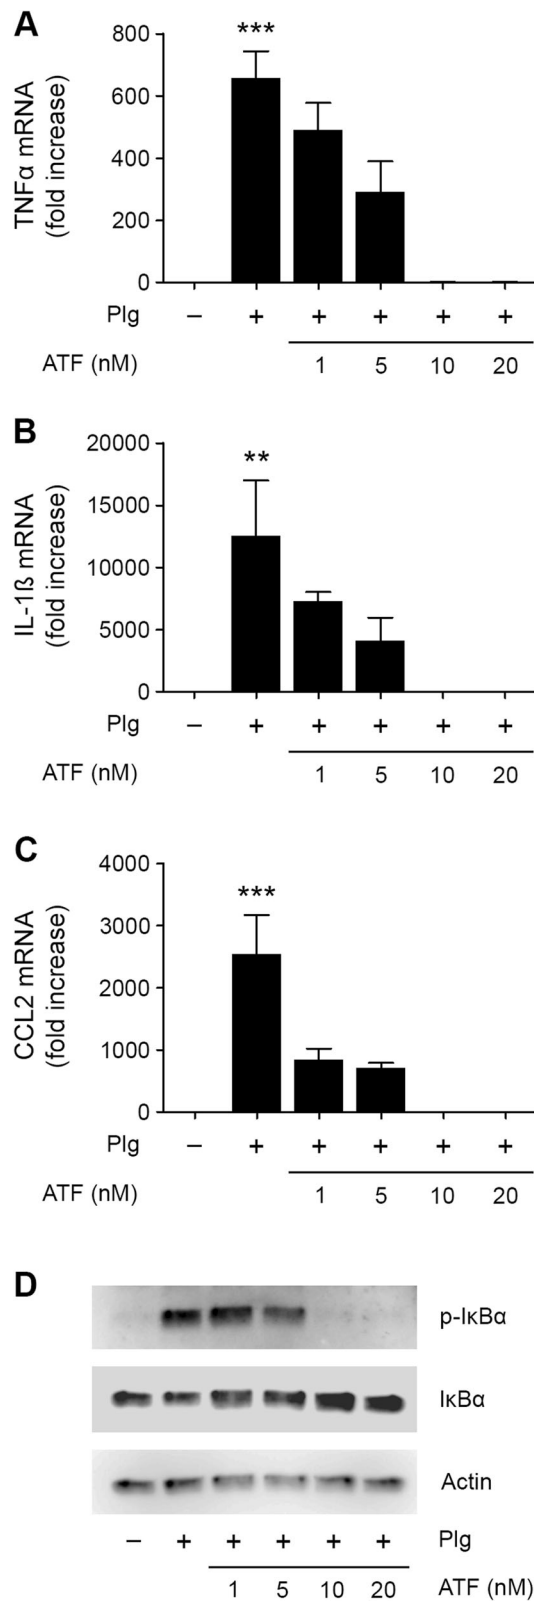 A
TNFα mRNA
(fold increase)
800
600
400
200
0
***
Plg – + + + + +
ATF (nM) 1 5 10 20
B
IL-1ß mRNA
(fold increase)
20000
15000
10000
5000
0
**
Plg – + + + + +
ATF (nM) 1 5 10 20
C
CCL2 mRNA
(fold increase)
4000
3000
2000
1000
0
***
Plg – + + + + +
ATF (nM) 1 5 10 20
D
p-IκBα
IκBα
Actin
– + + + + + Plg
1 5 10 20 ATF (nM)